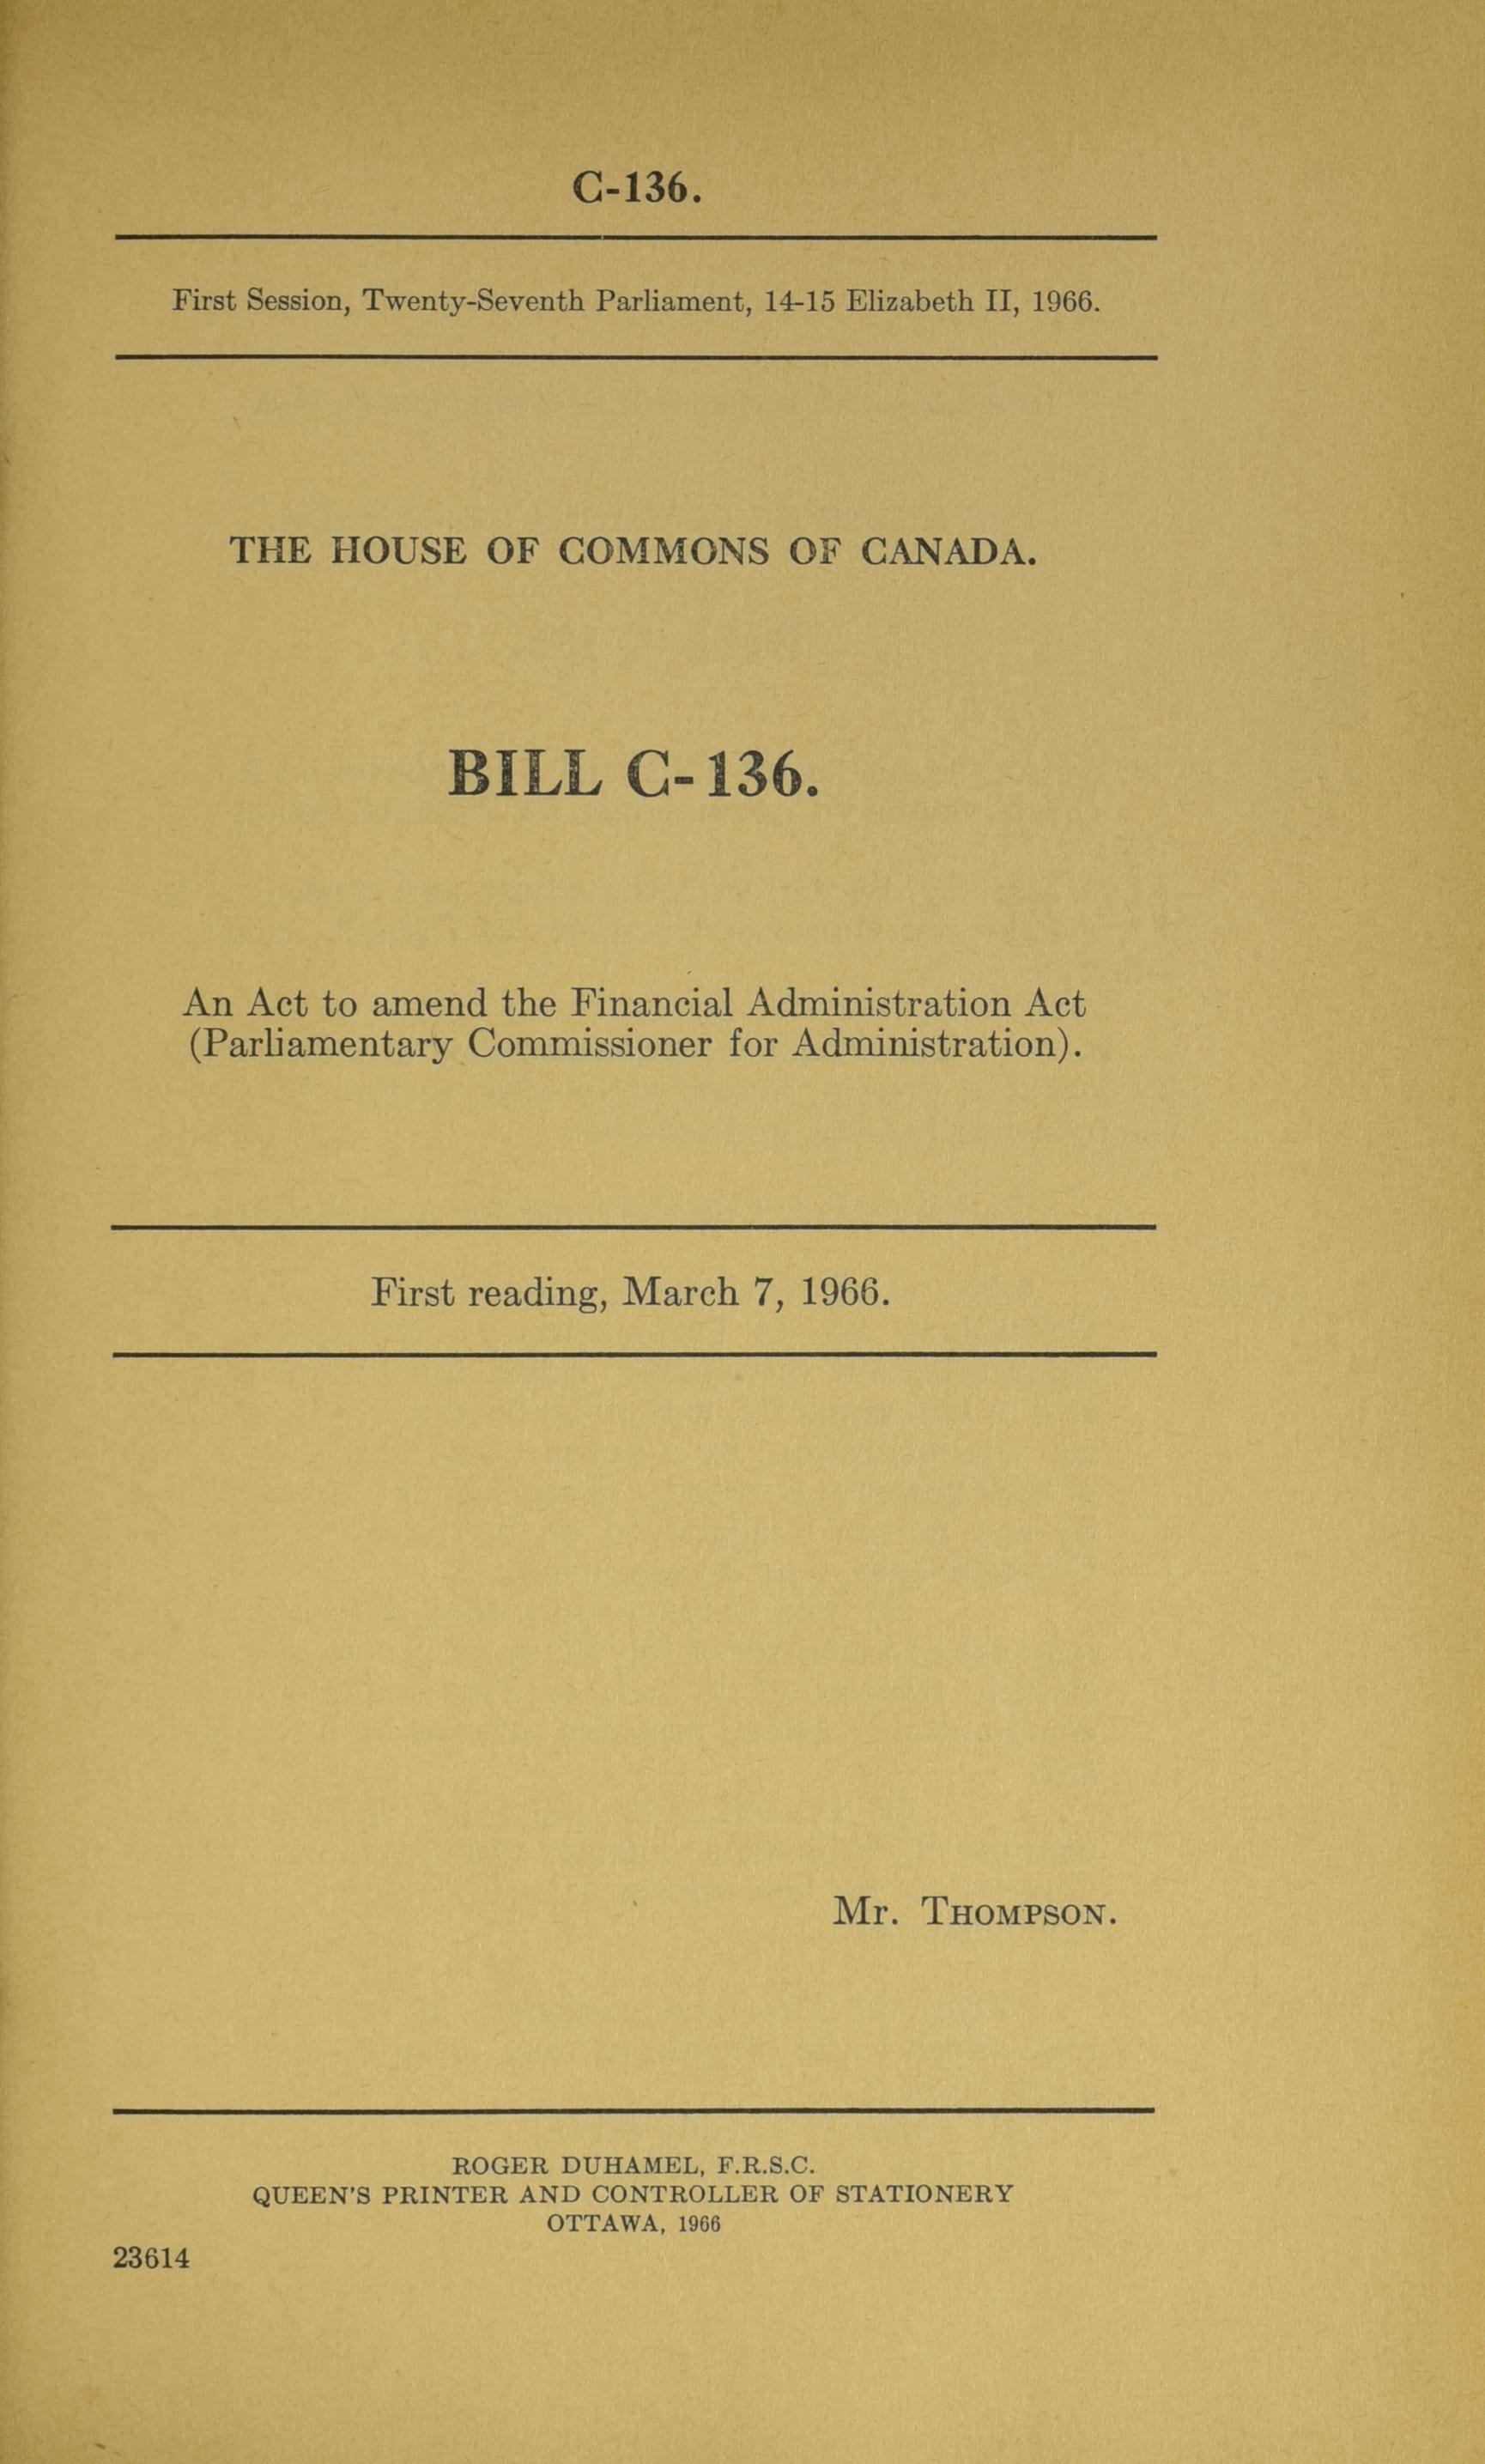 C-136.
First Session, Twenty-Seventh Parliament, 14-15 Elizabeth II, 1966.
THE HOUSE OF COMMONS OF CANADA.
BILL C-136.
An Act to amend the Financial Administration Act
(Parliamentary Commissioner for Administration).
First reading, March 7, 1966.
Mr. THOMPSON.
ROGER DUHAMEL, F.R.S.C.
QUEEN'S PRINTER AND CONTROLLER OF STATIONERY
OTTAWA, 1966
23614